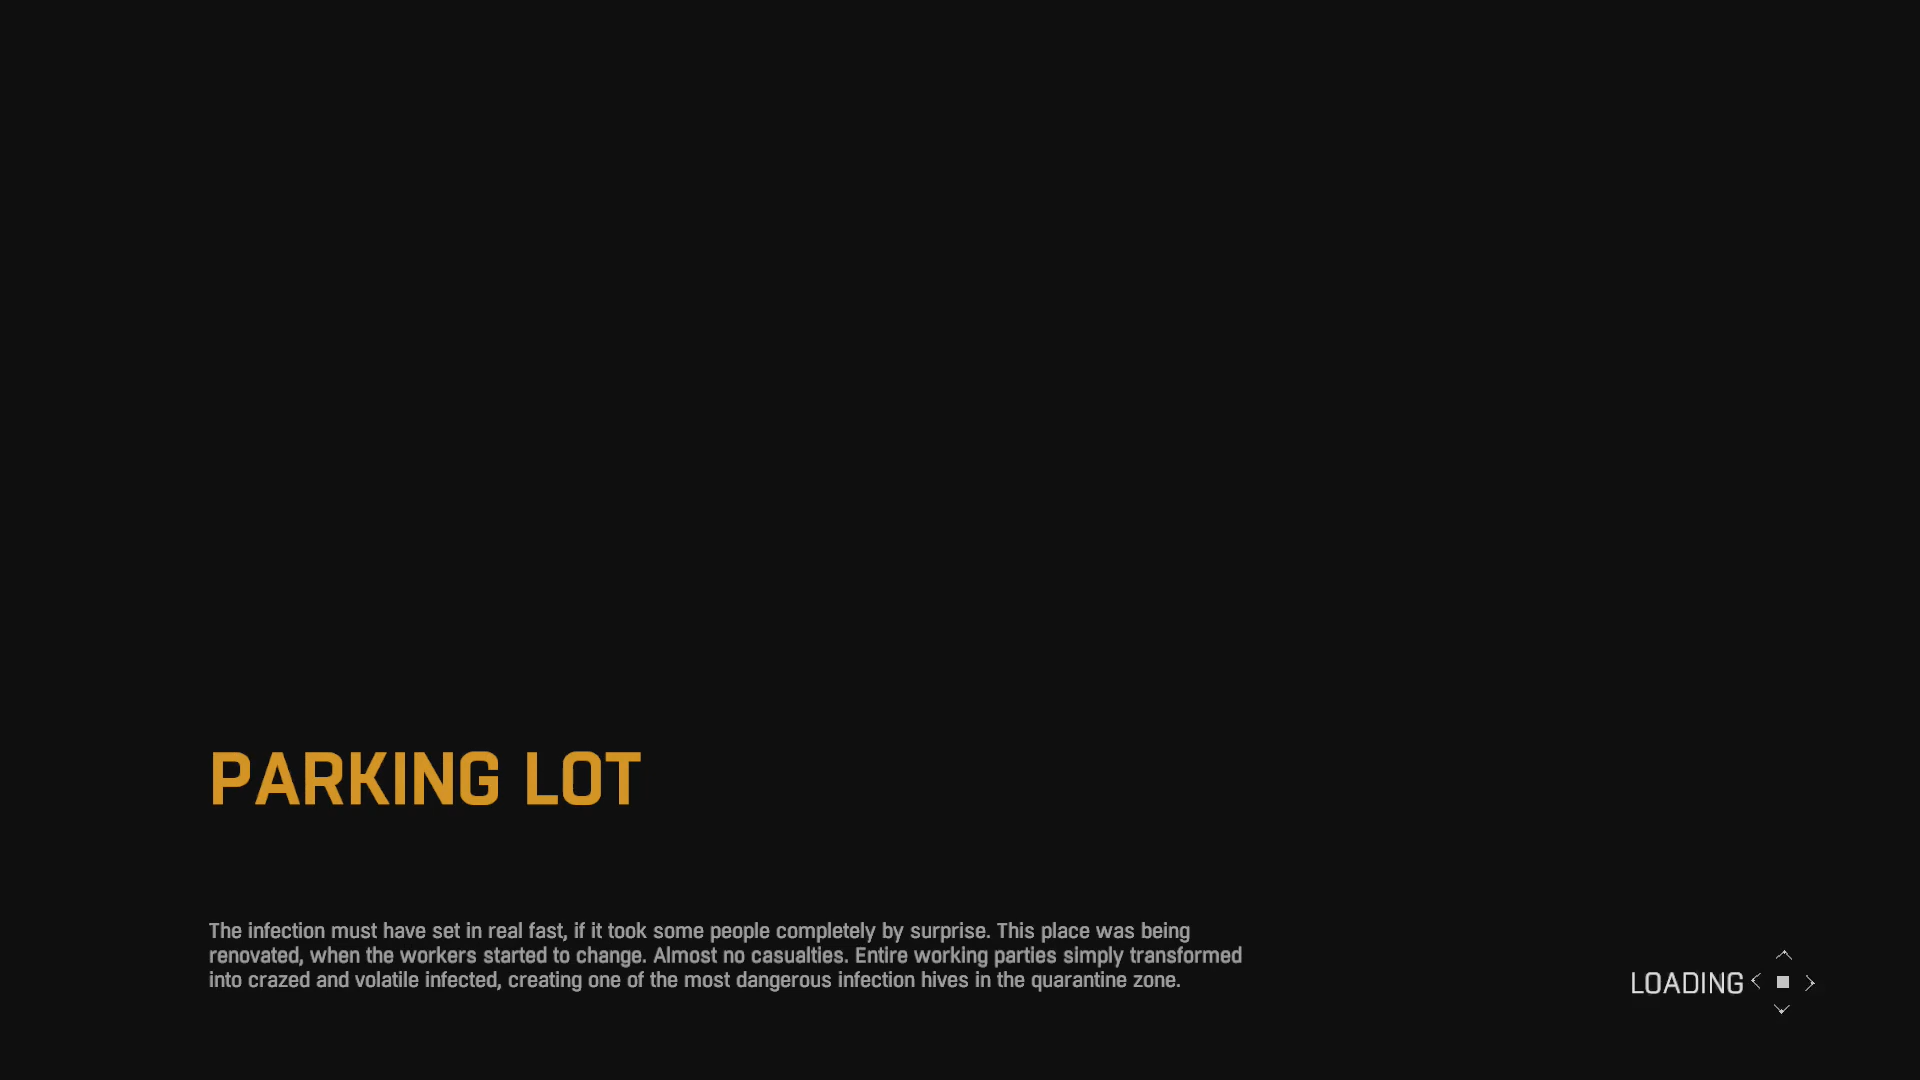 PARKING LOT
The infection must have set in real fast, if it took some people completely by surprise. This place was being
renovated, when the workers started to change. Almost no casualties. Entire working parties simply transformed
into crazed and volatile infected, creating one of the most dangerous infection hives in the quarantine zone.
LOADING